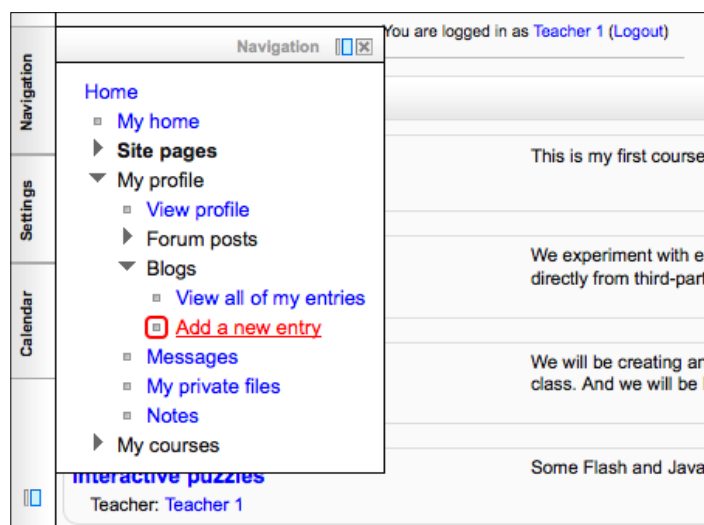 You are logged in as Teacher 1 (Logout)
Navigation
Settings
Calendar
Navigation
Home
My home
Site pages
My profile
View profile
Forum posts
Blogs
View all of my entries
Add a new entry
Messages
My private files
Notes
My courses
This is my first course
We experiment with e
directly from third-part
We will be creating an
class. And we will be
Interactive puzzles
Teacher: Teacher 1
Some Flash and Java